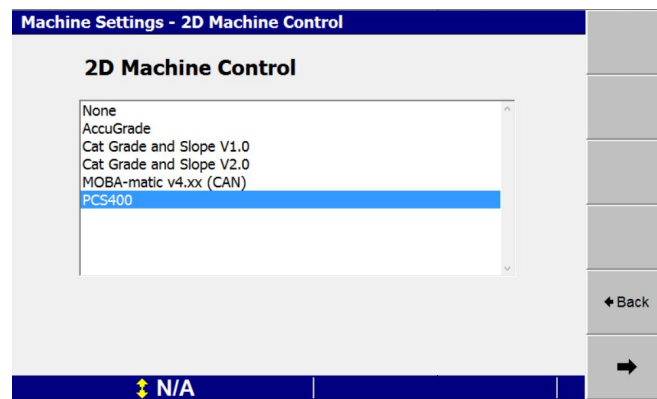 Machine Settings - 2D Machine Control
2D Machine Control
None
AccuGrade
Cat Grade and Slope V1.0
Cat Grade and Slope V2.0
MOBA-matic v4.xx (CAN)
PCS400
Back
N/A